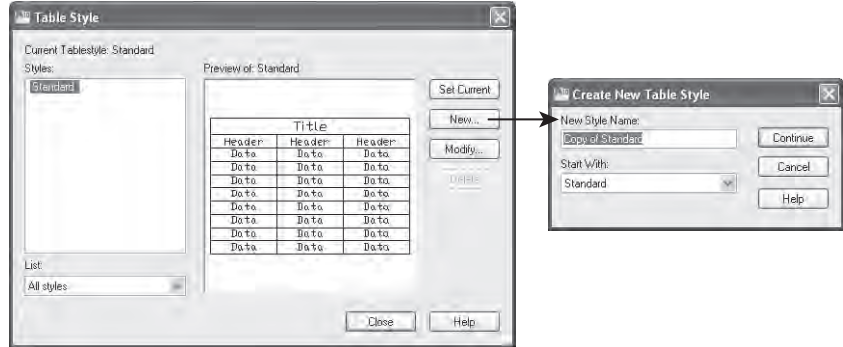 Table Style
Current Tablestyle: Standard
Styles:
Standard
List:
All styles
Preview of: Standard
Title
Header Header Header
Data Data Data
Data Data Data
Data Data Data
Data Data Data
Data Data Data
Data Data Data
Data Data Data
Data Data Data
Set Current
New...
Modify...
Delete
Close
Help
Create New Table Style
New Style Name:
Copy of Standard
Start With:
Standard
Continue
Cancel
Help